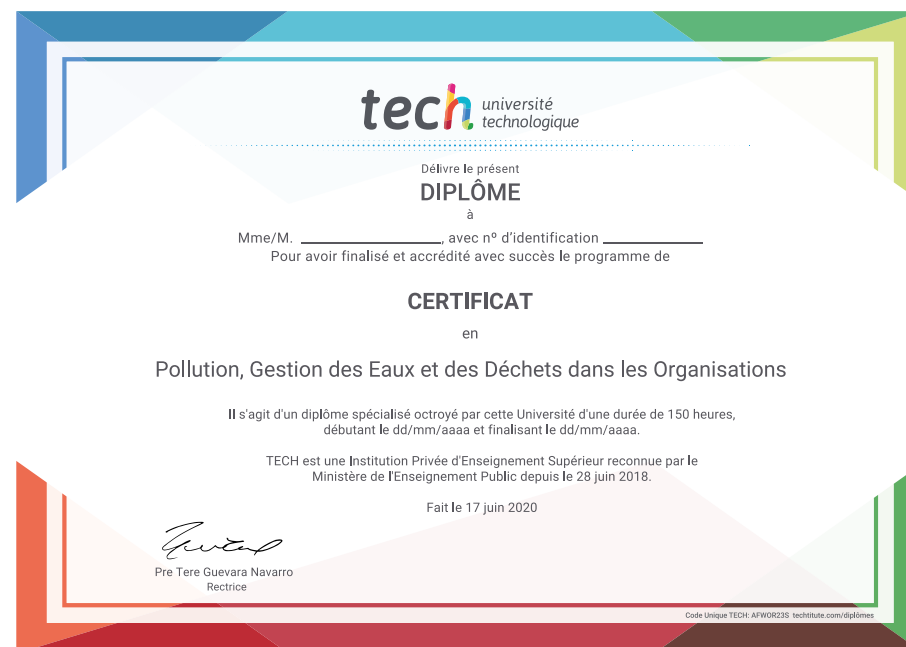 tech université
technologique
Délivre le présent
DIPLÔME
à
Mme/M. ____________________, avec nº d'identification ______________
Pour avoir finalisé et accrédité avec succès le programme de
CERTIFICAT
en
Pollution, Gestion des Eaux et des Déchets dans les Organisations
Il s'agit d'un diplôme spécialisé octroyé par cette Université d'une durée de 150 heures,
débutant le dd/mm/aaaa et finalisant le dd/mm/aaaa.
TECH est une Institution Privée d'Enseignement Supérieur reconnue par le
Ministère de l'Enseignement Public depuis le 28 juin 2018.
Fait le 17 juin 2020
Pre Tere Guevara Navarro
Rectrice
Code Unique TECH: AFWOR23S techtitute.com/diplômes